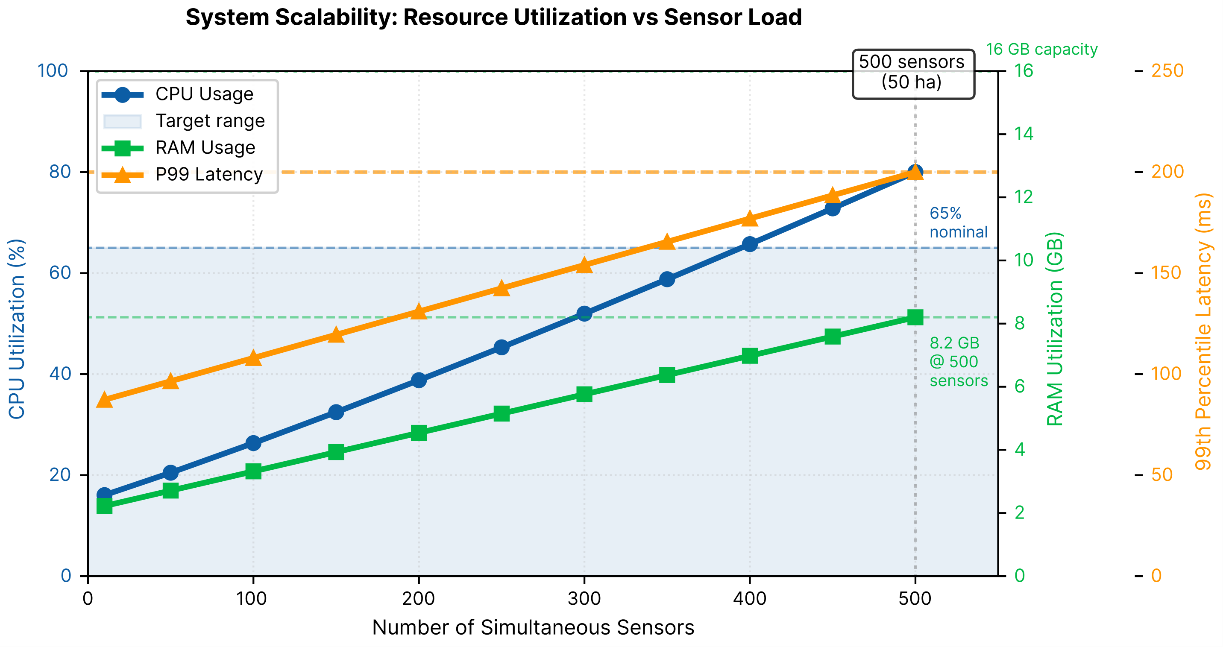 System Scalability: Resource Utilization vs Sensor Load
16 GB capacity
500 sensors
(50 ha)
CPU Usage
Target range
RAM Usage
P99 Latency
65%
nominal
8.2 GB
@ 500
sensors
CPU Utilization (%)
100
80
60
40
20
0
RAM Utilization (GB)
16
14
12
10
8
6
4
2
0
99th Percentile Latency (ms)
250
200
150
100
50
0
0 100 200 300 400 500
Number of Simultaneous Sensors